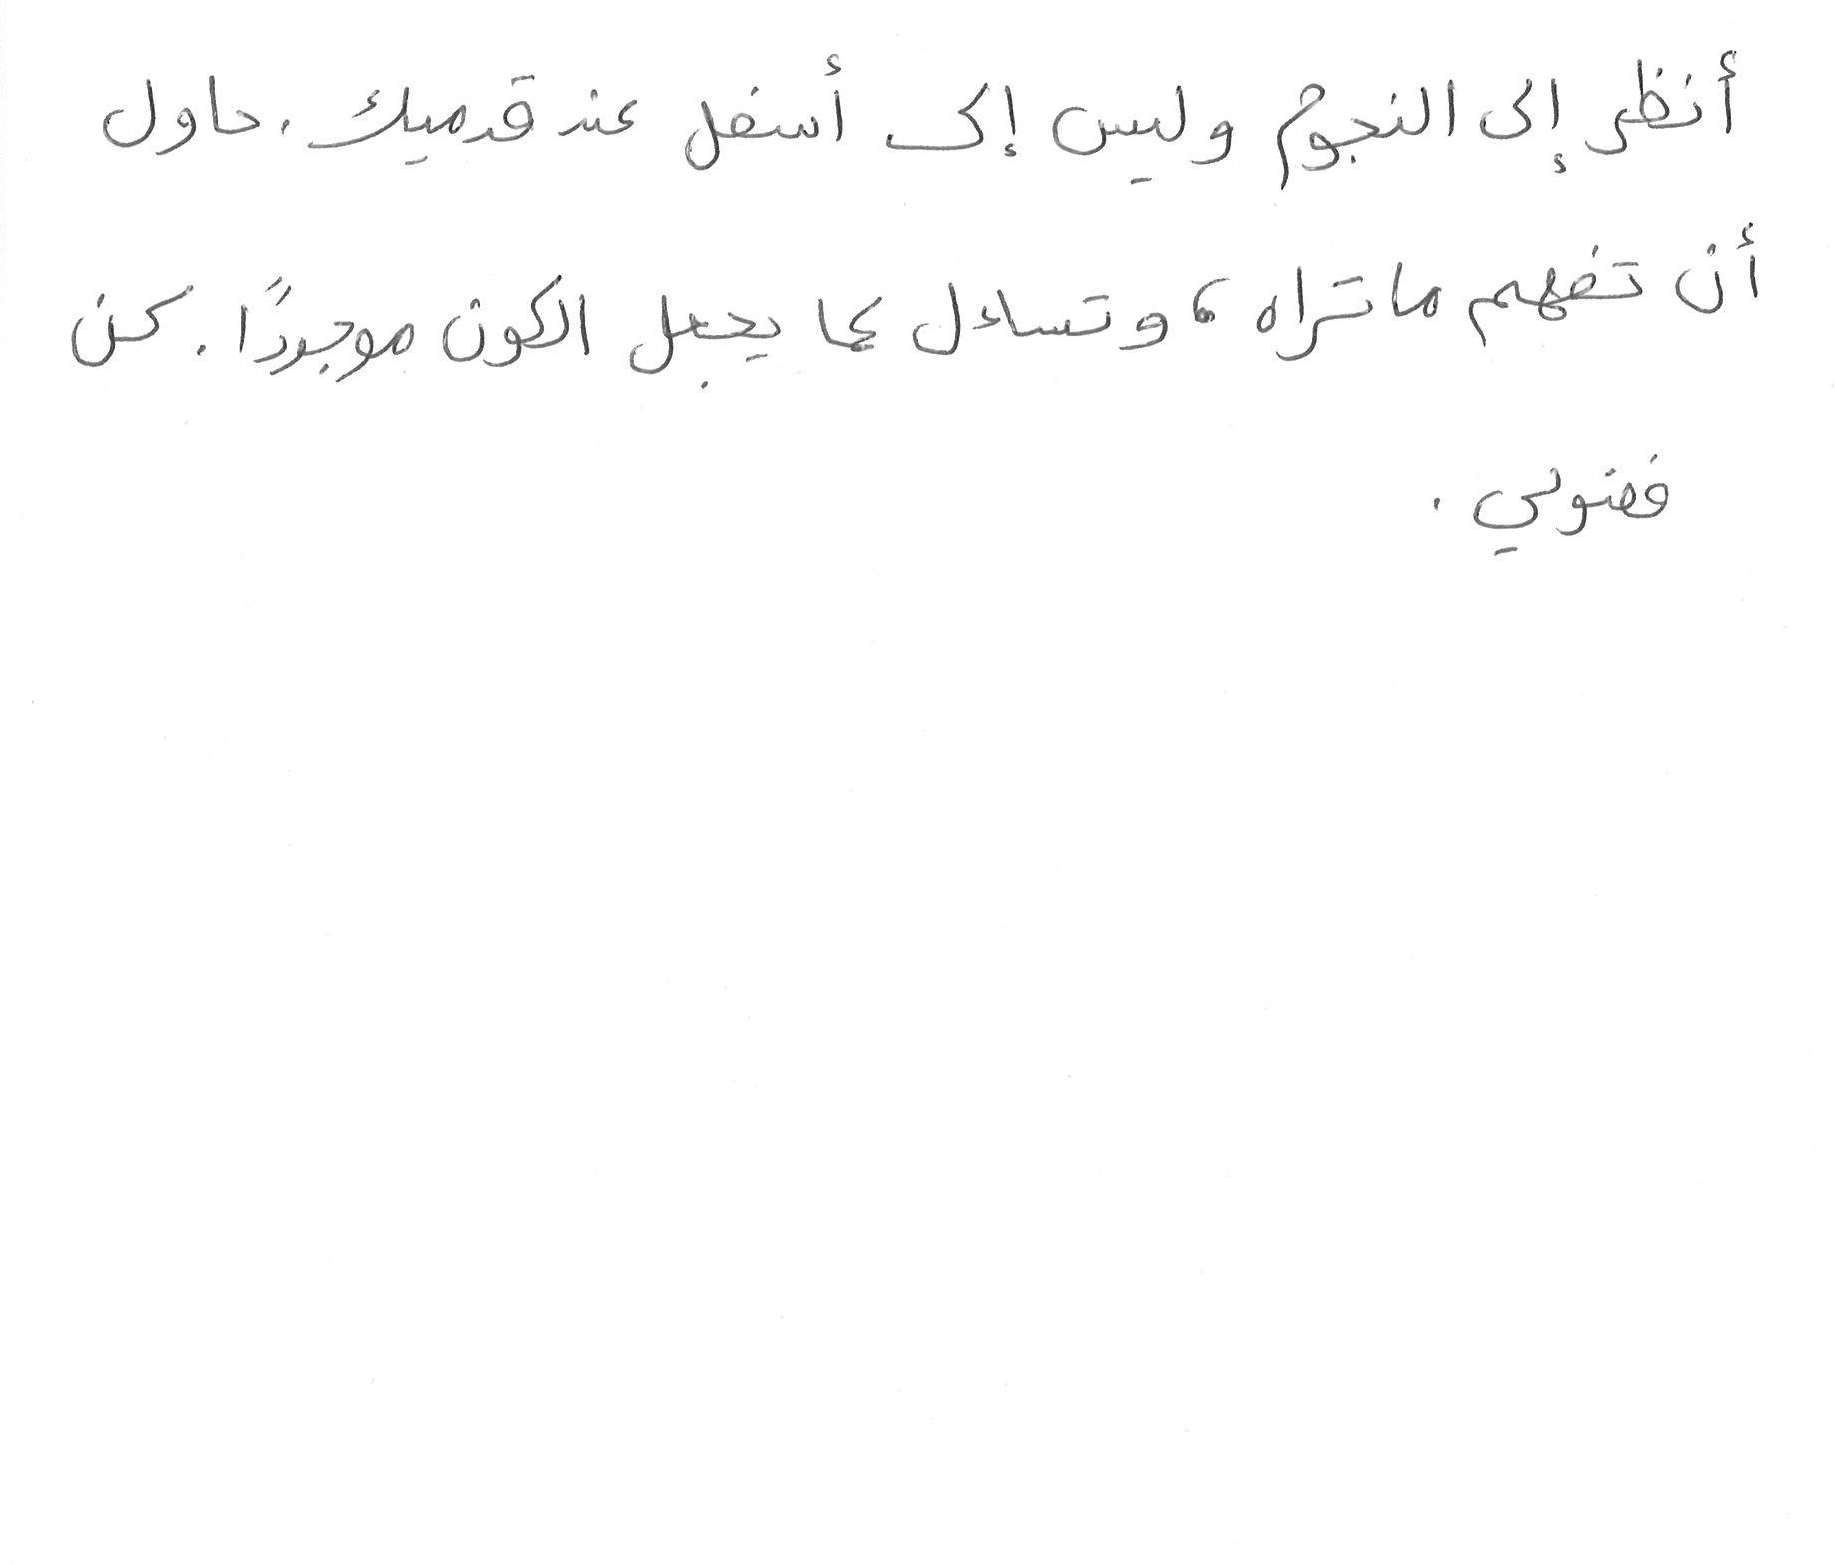 أنظر إلى النجوم وليس إلى أسفل عند قدميك . حاول
أن تفهم ما تراه ، وتساءل عما يجعل الكون موجودًا . كن
فضولي .